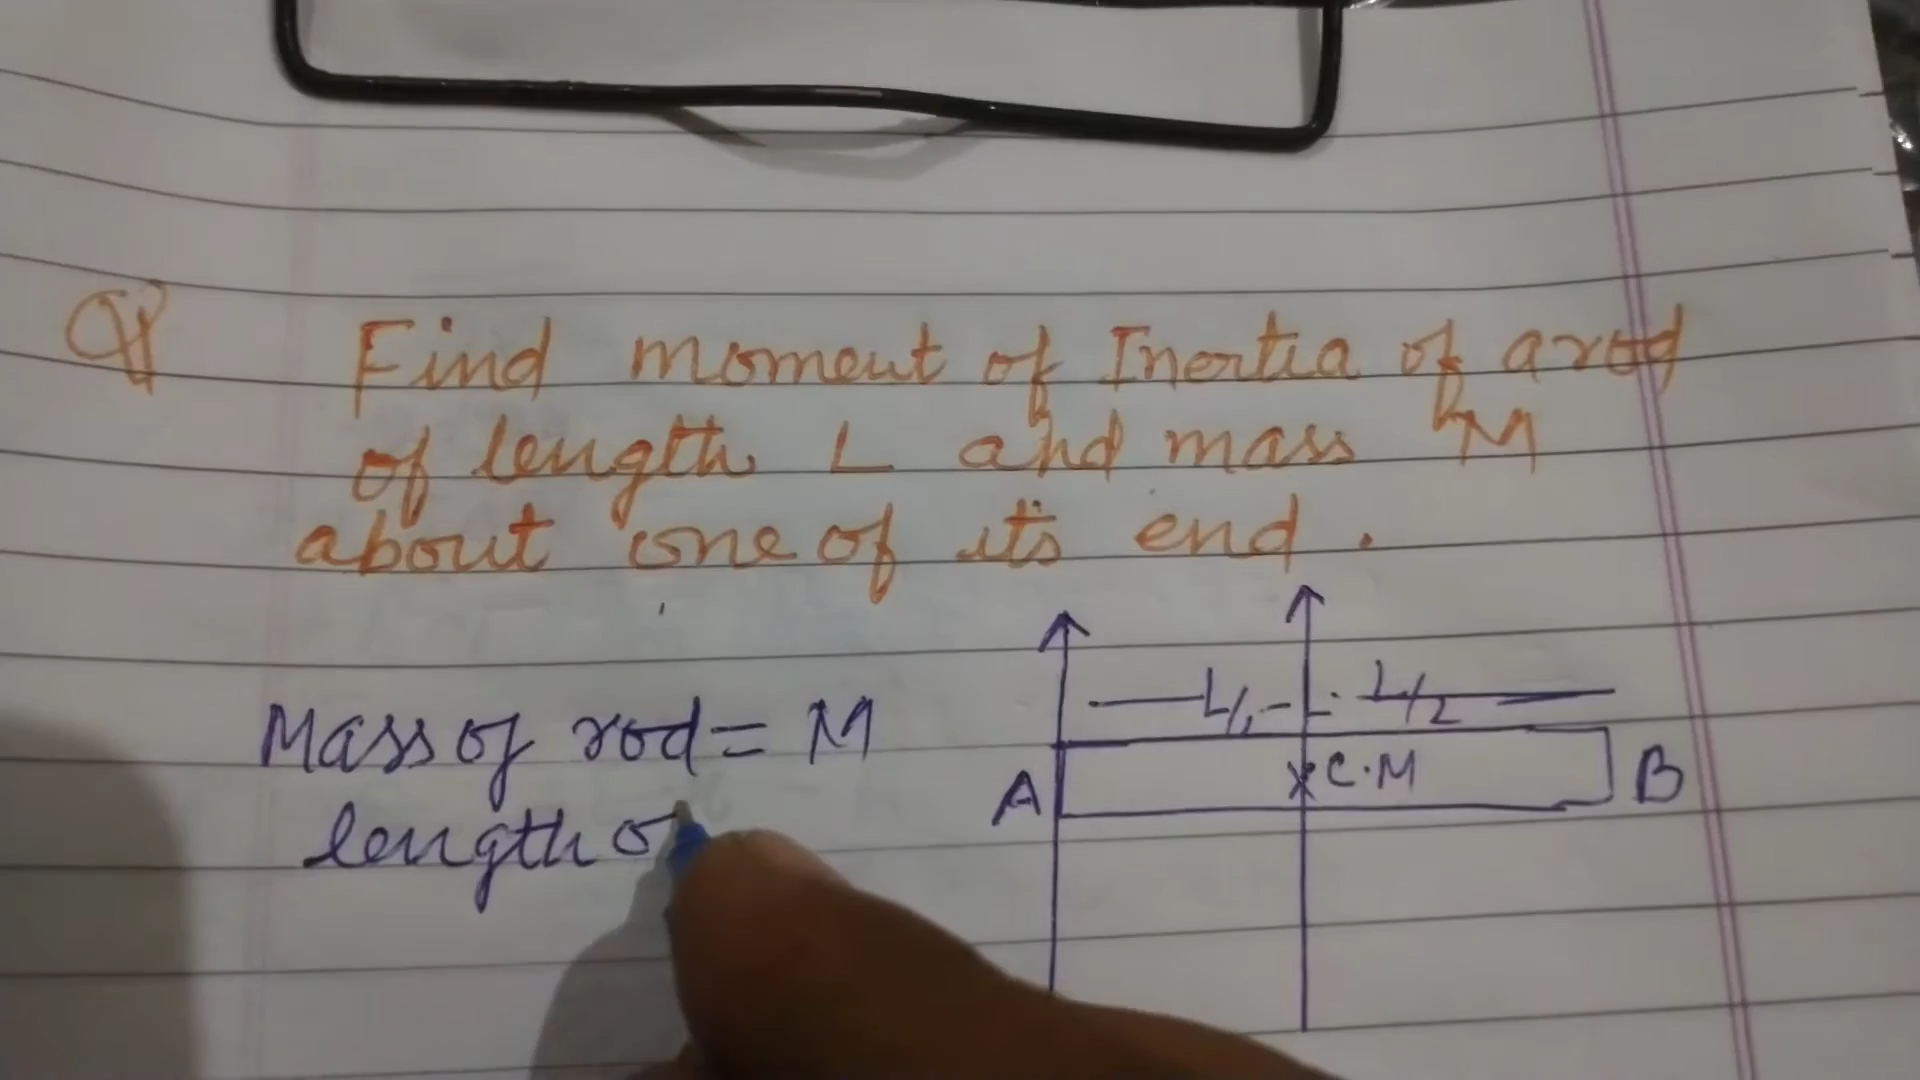 Q Find moment of Inertia of a rod
of length L and mass M
about one of its end.
Mass of rod = M
length o
L/2
A
C.M
B